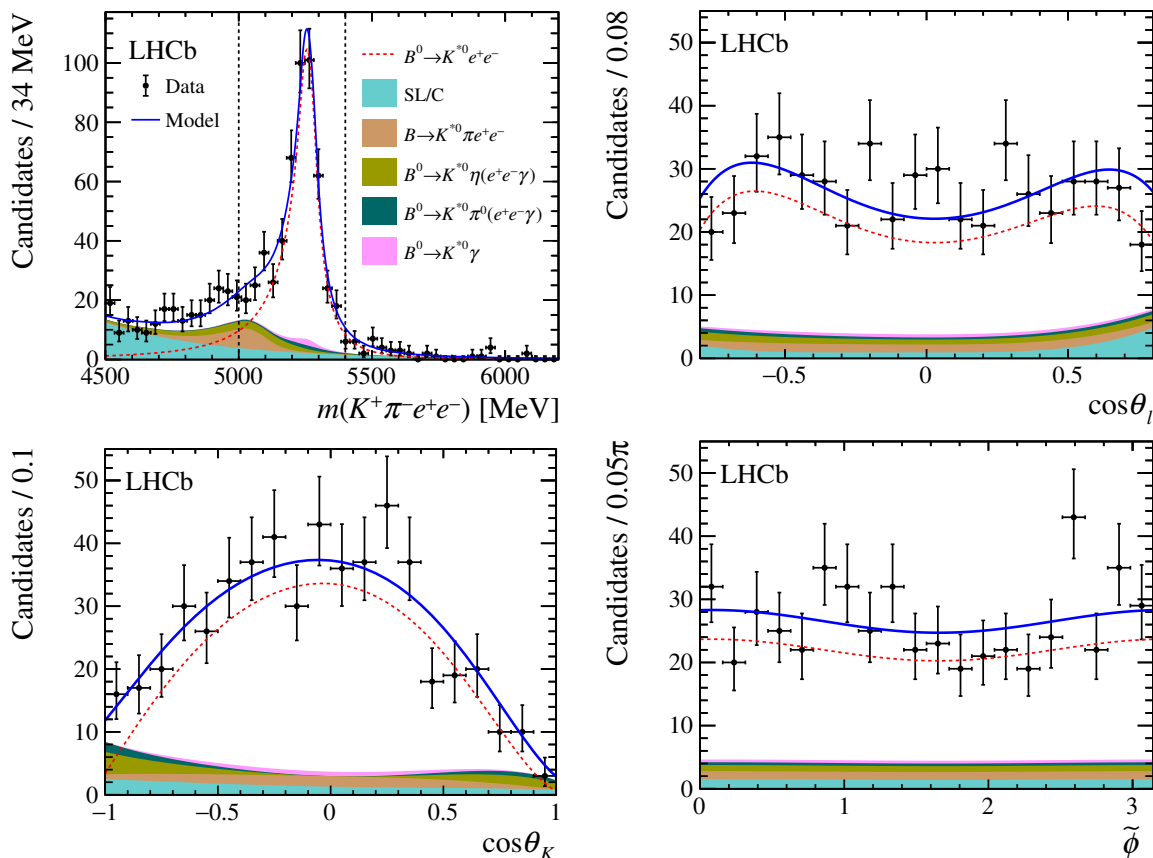 LHCb
Data
Model
B⁰→K*⁰e⁺e⁻
SL/C
B→K*⁰πe⁺e⁻
B⁰→K*⁰η(e⁺e⁻γ)
B⁰→K*⁰π⁰(e⁺e⁻γ)
B⁰→K*⁰γ
Candidates / 34 MeV
0 20 40 60 80 100
4500 5000 5500 6000
m(K⁺π⁻e⁺e⁻) [MeV]
LHCb
Candidates / 0.08
0 10 20 30 40 50
−0.5 0 0.5
cosθ_l
LHCb
Candidates / 0.1
0 10 20 30 40 50
−1 −0.5 0 0.5 1
cosθ_K
LHCb
Candidates / 0.05π
0 10 20 30 40 50
0 1 2 3
ϕ̃